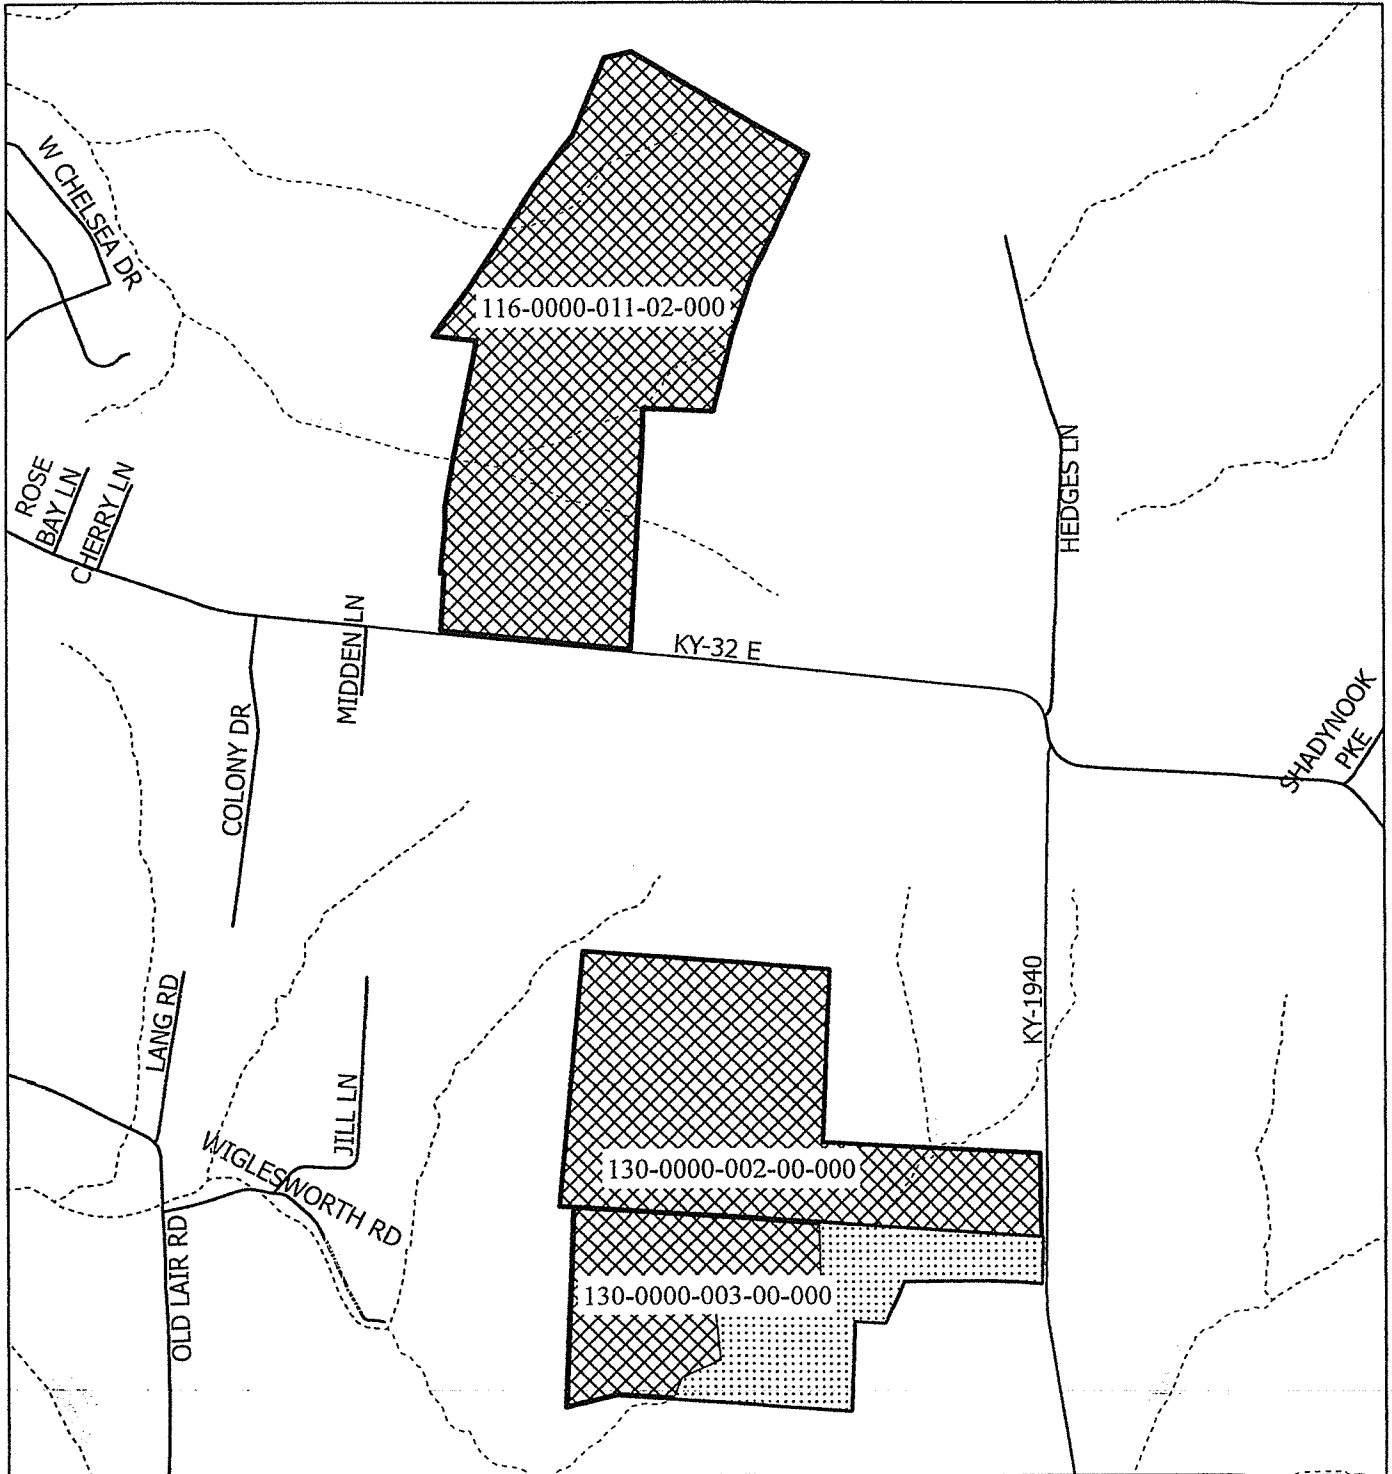 W CHELSEA DR
116-0000-011-02-000
HEDGES LN
ROSE
BAY LN
CHERRY LN
MIDDEN LN
KY-32 E
COLONY DR
SHADYNOOK
PKE
LANG RD
KY-1940
JILL LN
WIGLESWORTH RD
130-0000-002-00-000
OLD LAIR RD
130-0000-003-00-000